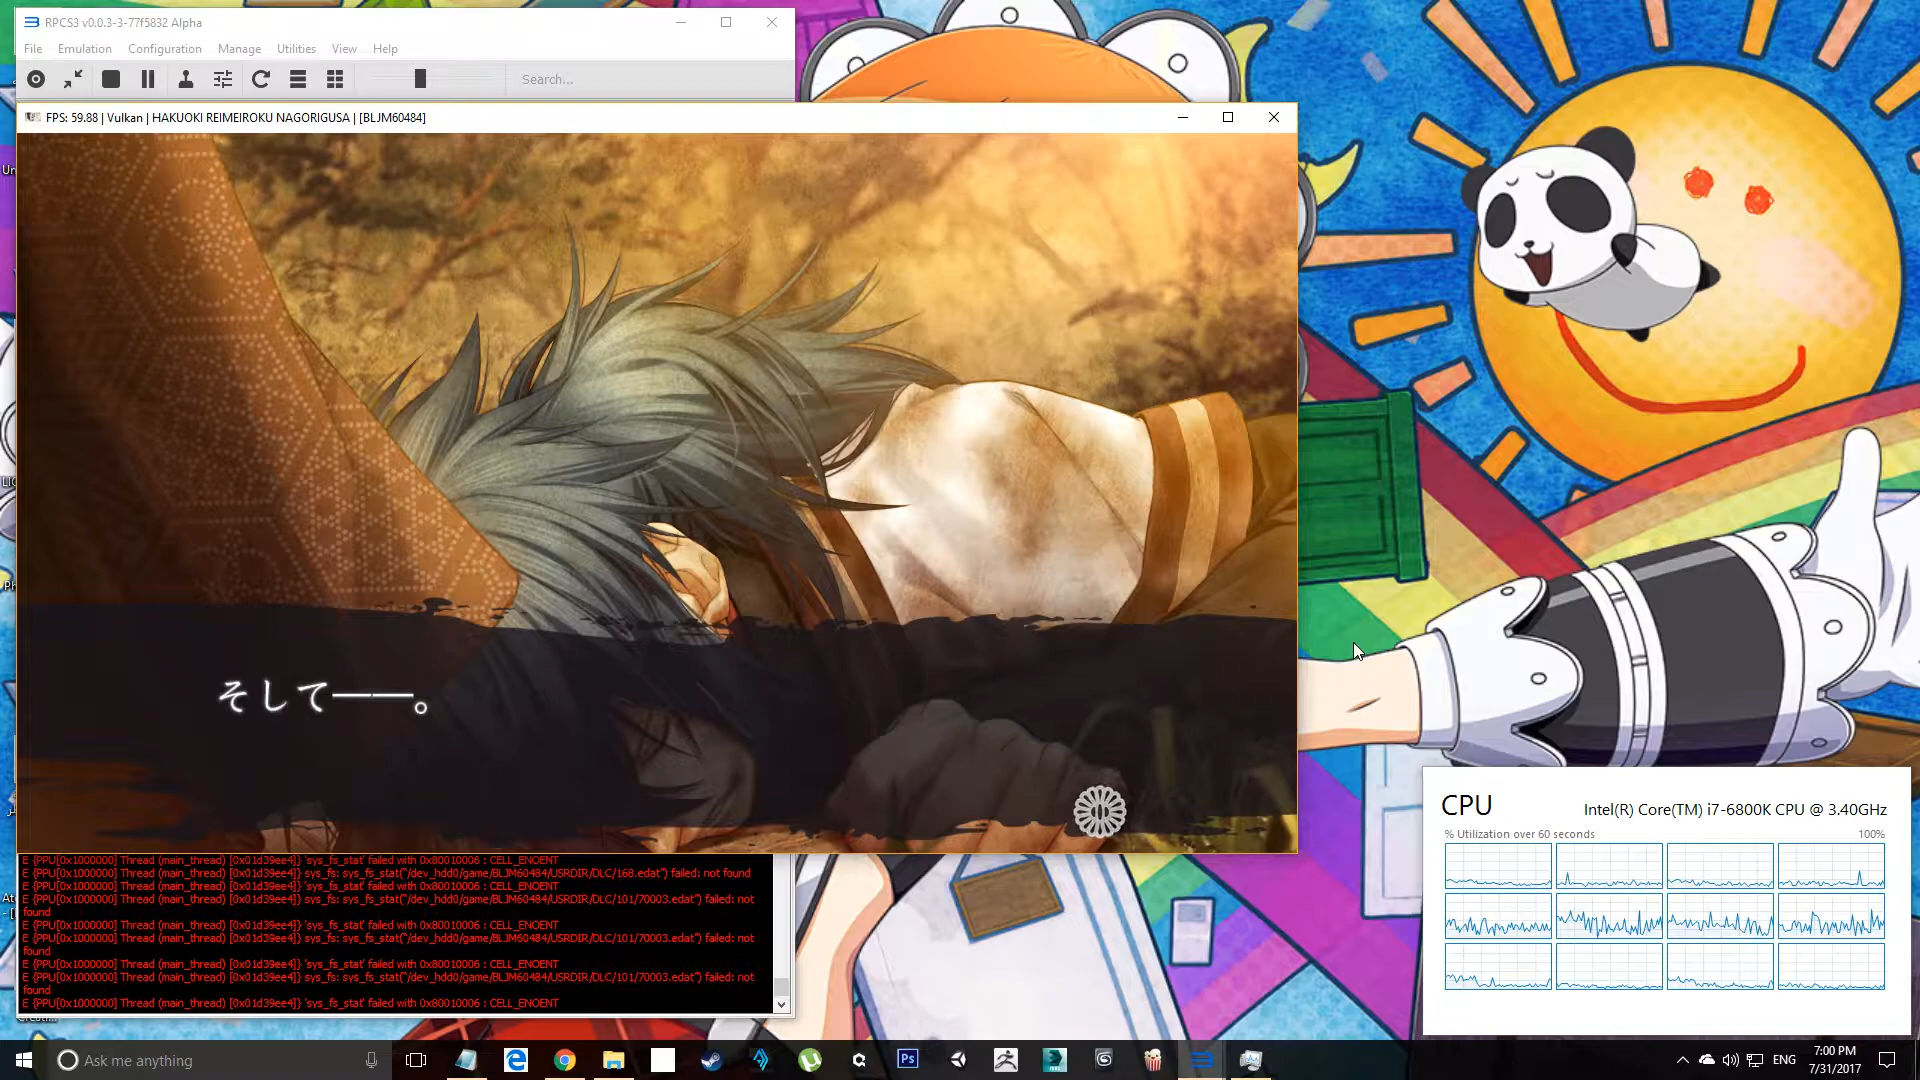 RPCS3 v0.0.3-3-77f5832 Alpha
File Emulation Configuration Manage Utilities View Help
Search...
FPS: 59.88 | Vulkan | HAKUOKI REIMEIROKU NAGORIGUSA | [BLJM60484]
そして――。
E {PPU[0x1000000] Thread (main_thread) [0x01d39ee4]} 'sys_fs_stat' failed with 0x80010006 : CELL_ENOENT
E {PPU[0x1000000] Thread (main_thread) [0x01d39ee4]} sys_fs: sys_fs_stat("/dev_hdd0/game/BLJM60484/USRDIR/DLC/168.edat") failed: not found
E {PPU[0x1000000] Thread (main_thread) [0x01d39ee4]} 'sys_fs_stat' failed with 0x80010006 : CELL_ENOENT
E {PPU[0x1000000] Thread (main_thread) [0x01d39ee4]} sys_fs: sys_fs_stat("/dev_hdd0/game/BLJM60484/USRDIR/DLC/101/70003.edat") failed: not
found
E {PPU[0x1000000] Thread (main_thread) [0x01d39ee4]} 'sys_fs_stat' failed with 0x80010006 : CELL_ENOENT
E {PPU[0x1000000] Thread (main_thread) [0x01d39ee4]} sys_fs: sys_fs_stat("/dev_hdd0/game/BLJM60484/USRDIR/DLC/101/70003.edat") failed: not
found
E {PPU[0x1000000] Thread (main_thread) [0x01d39ee4]} 'sys_fs_stat' failed with 0x80010006 : CELL_ENOENT
E {PPU[0x1000000] Thread (main_thread) [0x01d39ee4]} sys_fs: sys_fs_stat("/dev_hdd0/game/BLJM60484/USRDIR/DLC/101/70003.edat") failed: not
found
E {PPU[0x1000000] Thread (main_thread) [0x01d39ee4]} 'sys_fs_stat' failed with 0x80010006 : CELL_ENOENT
CPU Intel(R) Core(TM) i7-6800K CPU @ 3.40GHz
% Utilization over 60 seconds 100%
Ask me anything
Ps
ENG
7:00 PM
7/31/2017